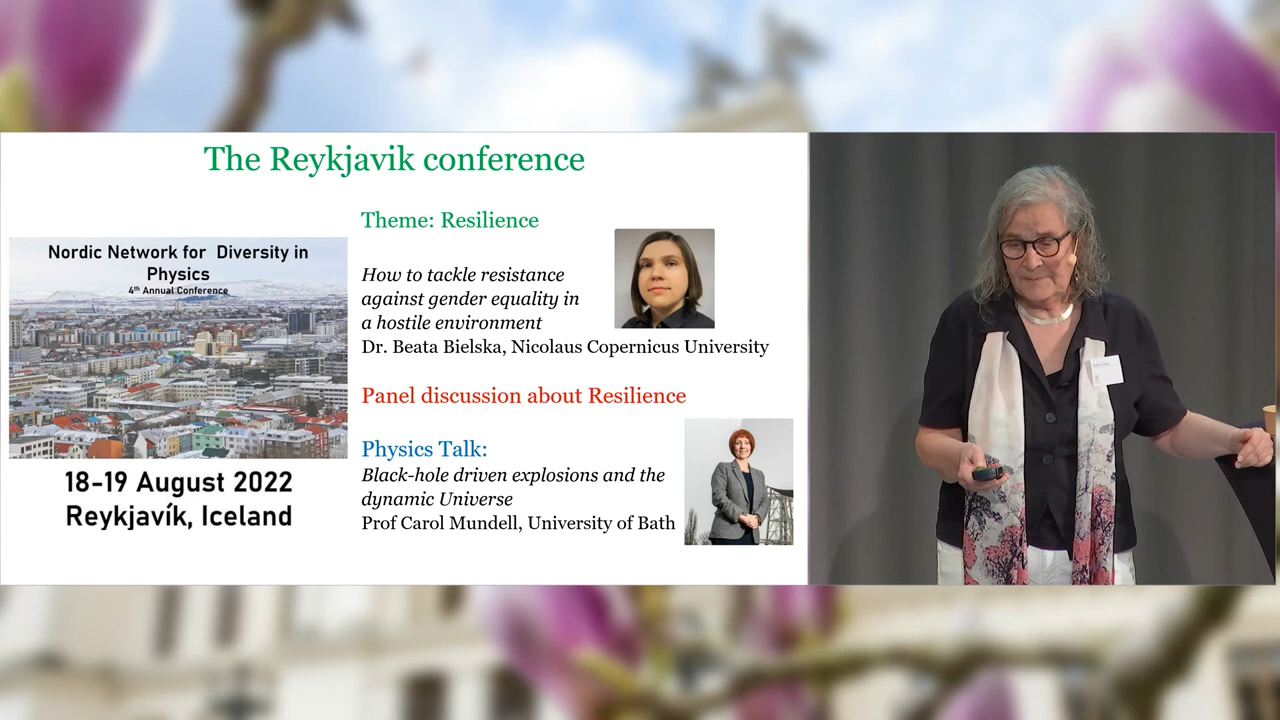 The Reykjavik conference
Nordic Network for Diversity in
Physics
4th Annual Conference
18-19 August 2022
Reykjavík, Iceland
Theme: Resilience
How to tackle resistance
against gender equality in
a hostile environment
Dr. Beata Bielska, Nicolaus Copernicus University
Panel discussion about Resilience
Physics Talk:
Black-hole driven explosions and the
dynamic Universe
Prof Carol Mundell, University of Bath